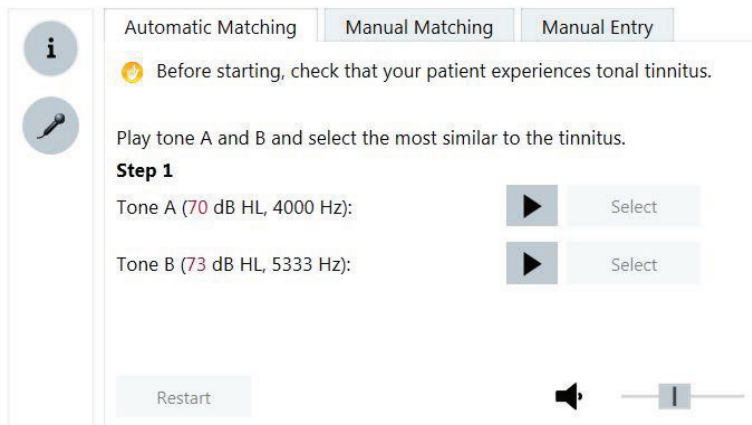 Automatic Matching Manual Matching Manual Entry
i
Before starting, check that your patient experiences tonal tinnitus.
Play tone A and B and select the most similar to the tinnitus.
Step 1
Tone A (70 dB HL, 4000 Hz): Select
Tone B (73 dB HL, 5333 Hz): Select
Restart